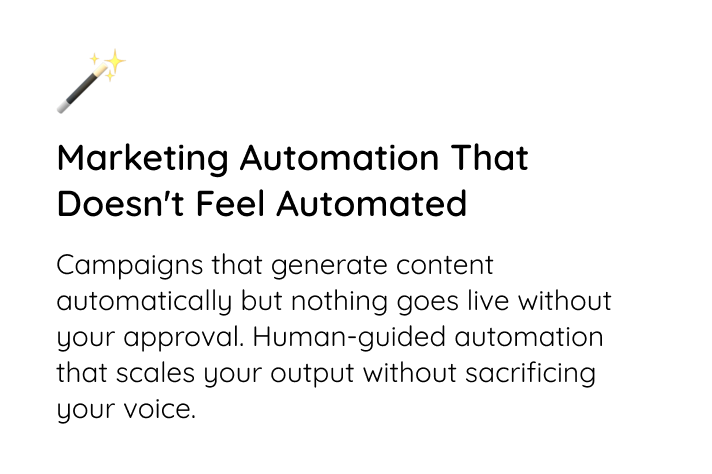 Marketing Automation That
Doesn't Feel Automated
Campaigns that generate content
automatically but nothing goes live without
your approval. Human-guided automation
that scales your output without sacrificing
your voice.